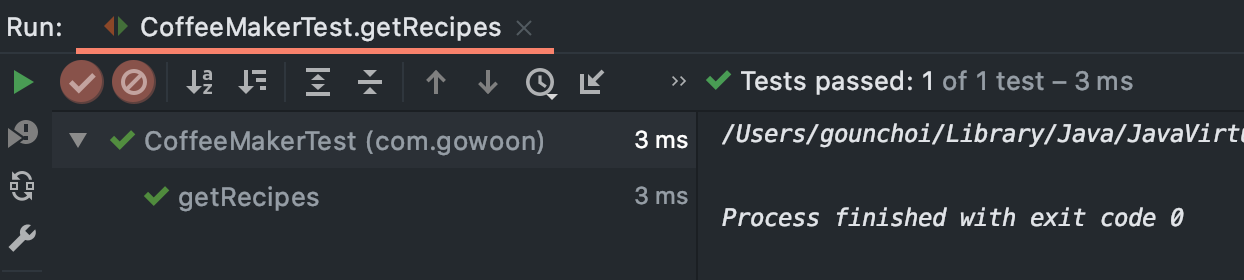 Run: CoffeeMakerTest.getRecipes
Tests passed: 1 of 1 test – 3 ms
CoffeeMakerTest (com.gowoon) 3 ms
getRecipes 3 ms
/Users/gounchoi/Library/Java/JavaVirtu
Process finished with exit code 0